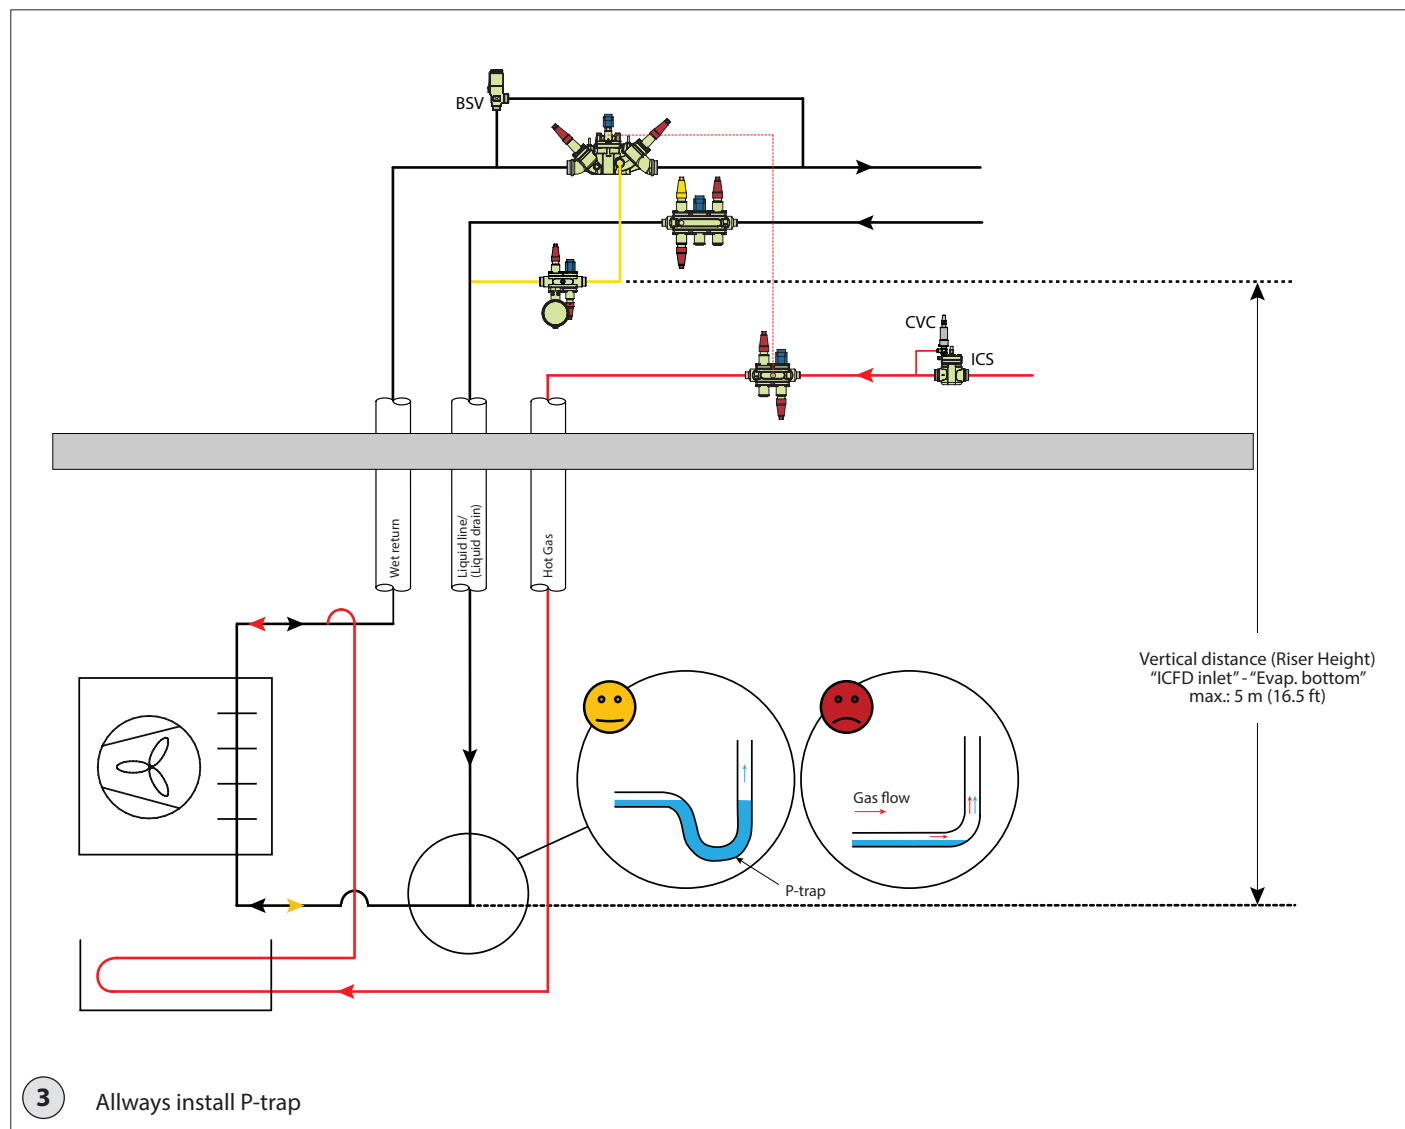 BSV
CVC
ICS
Wet return
Liquid line/
(Liquid drain)
Hot Gas
Vertical distance (Riser Height)
“ICFD inlet” - “Evap. bottom”
max.: 5 m (16.5 ft)
Gas flow
P-trap
3 Allways install P-trap